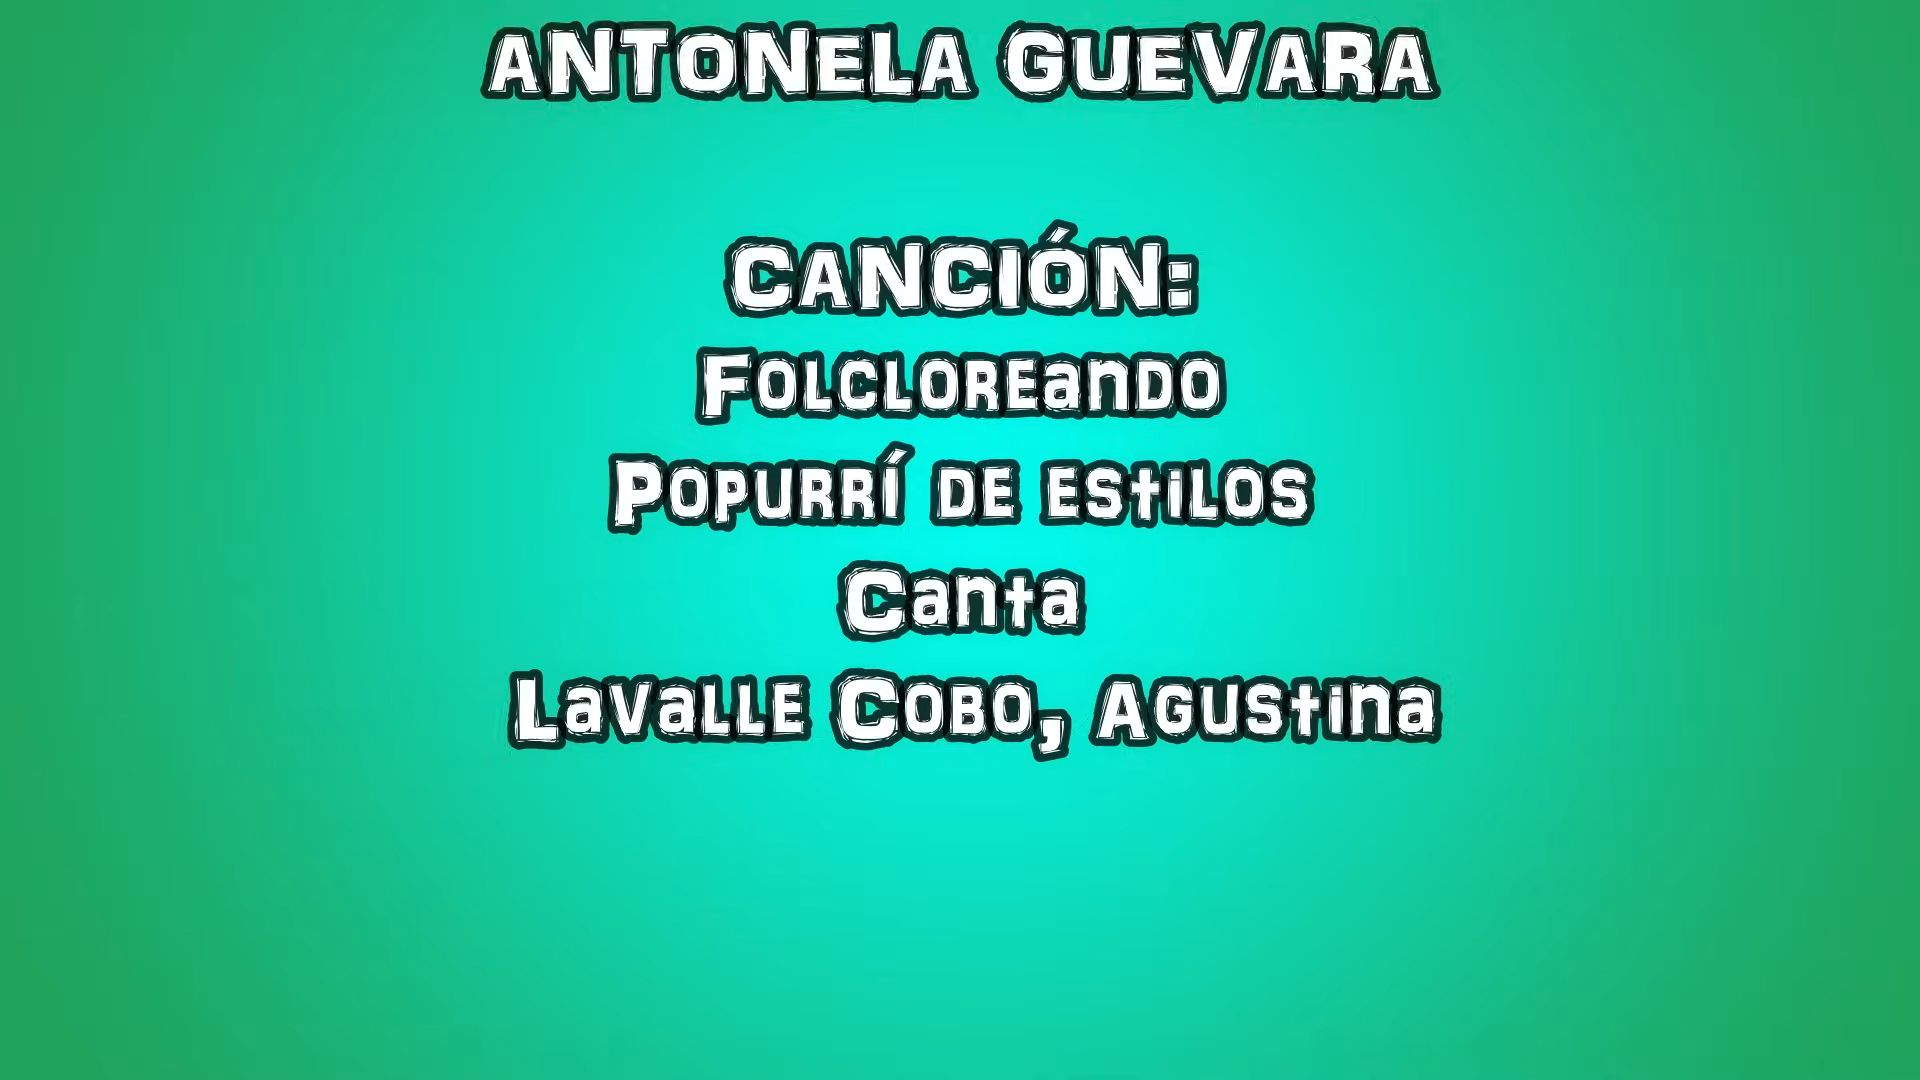 ANTONELA GUEVARA
CANCIÓN:
Folcloreando
Popurrí de estilos
Canta
Lavalle Cobo, Agustina